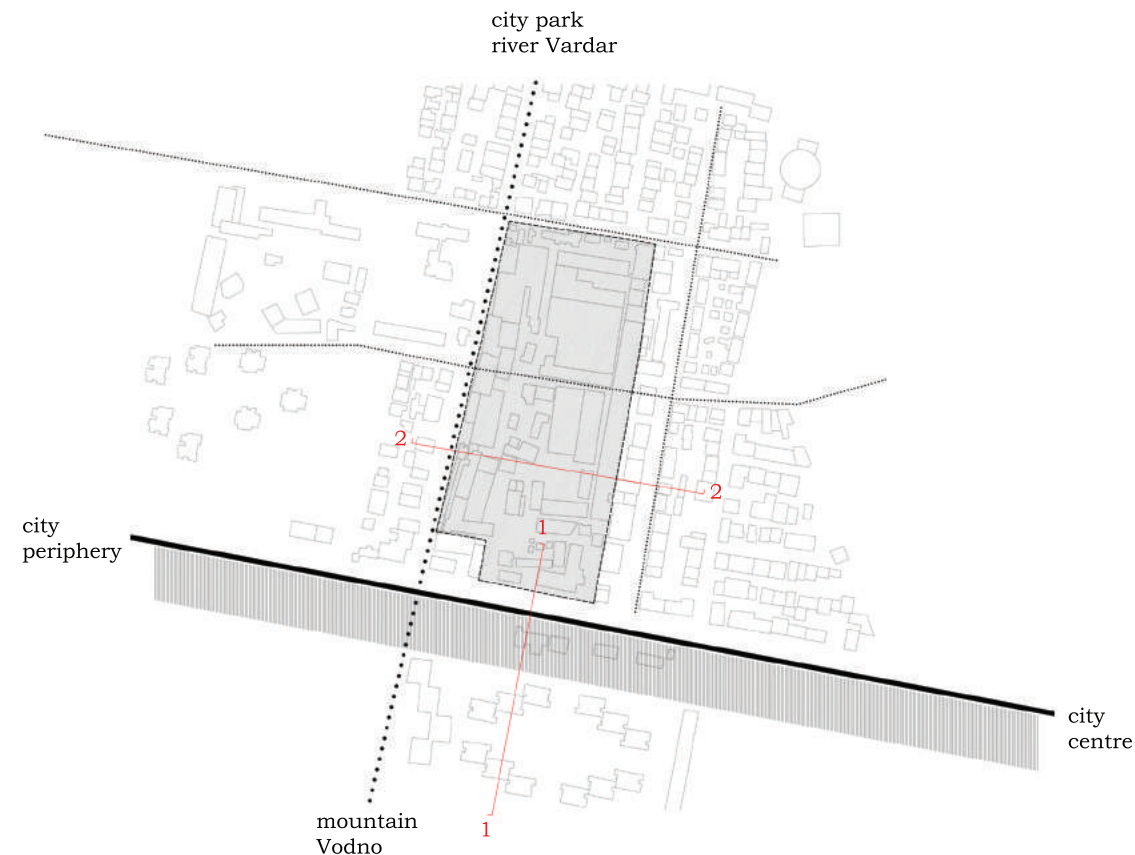 city park
river Vardar
2
2
1
city
periphery
city
centre
mountain
Vodno
1